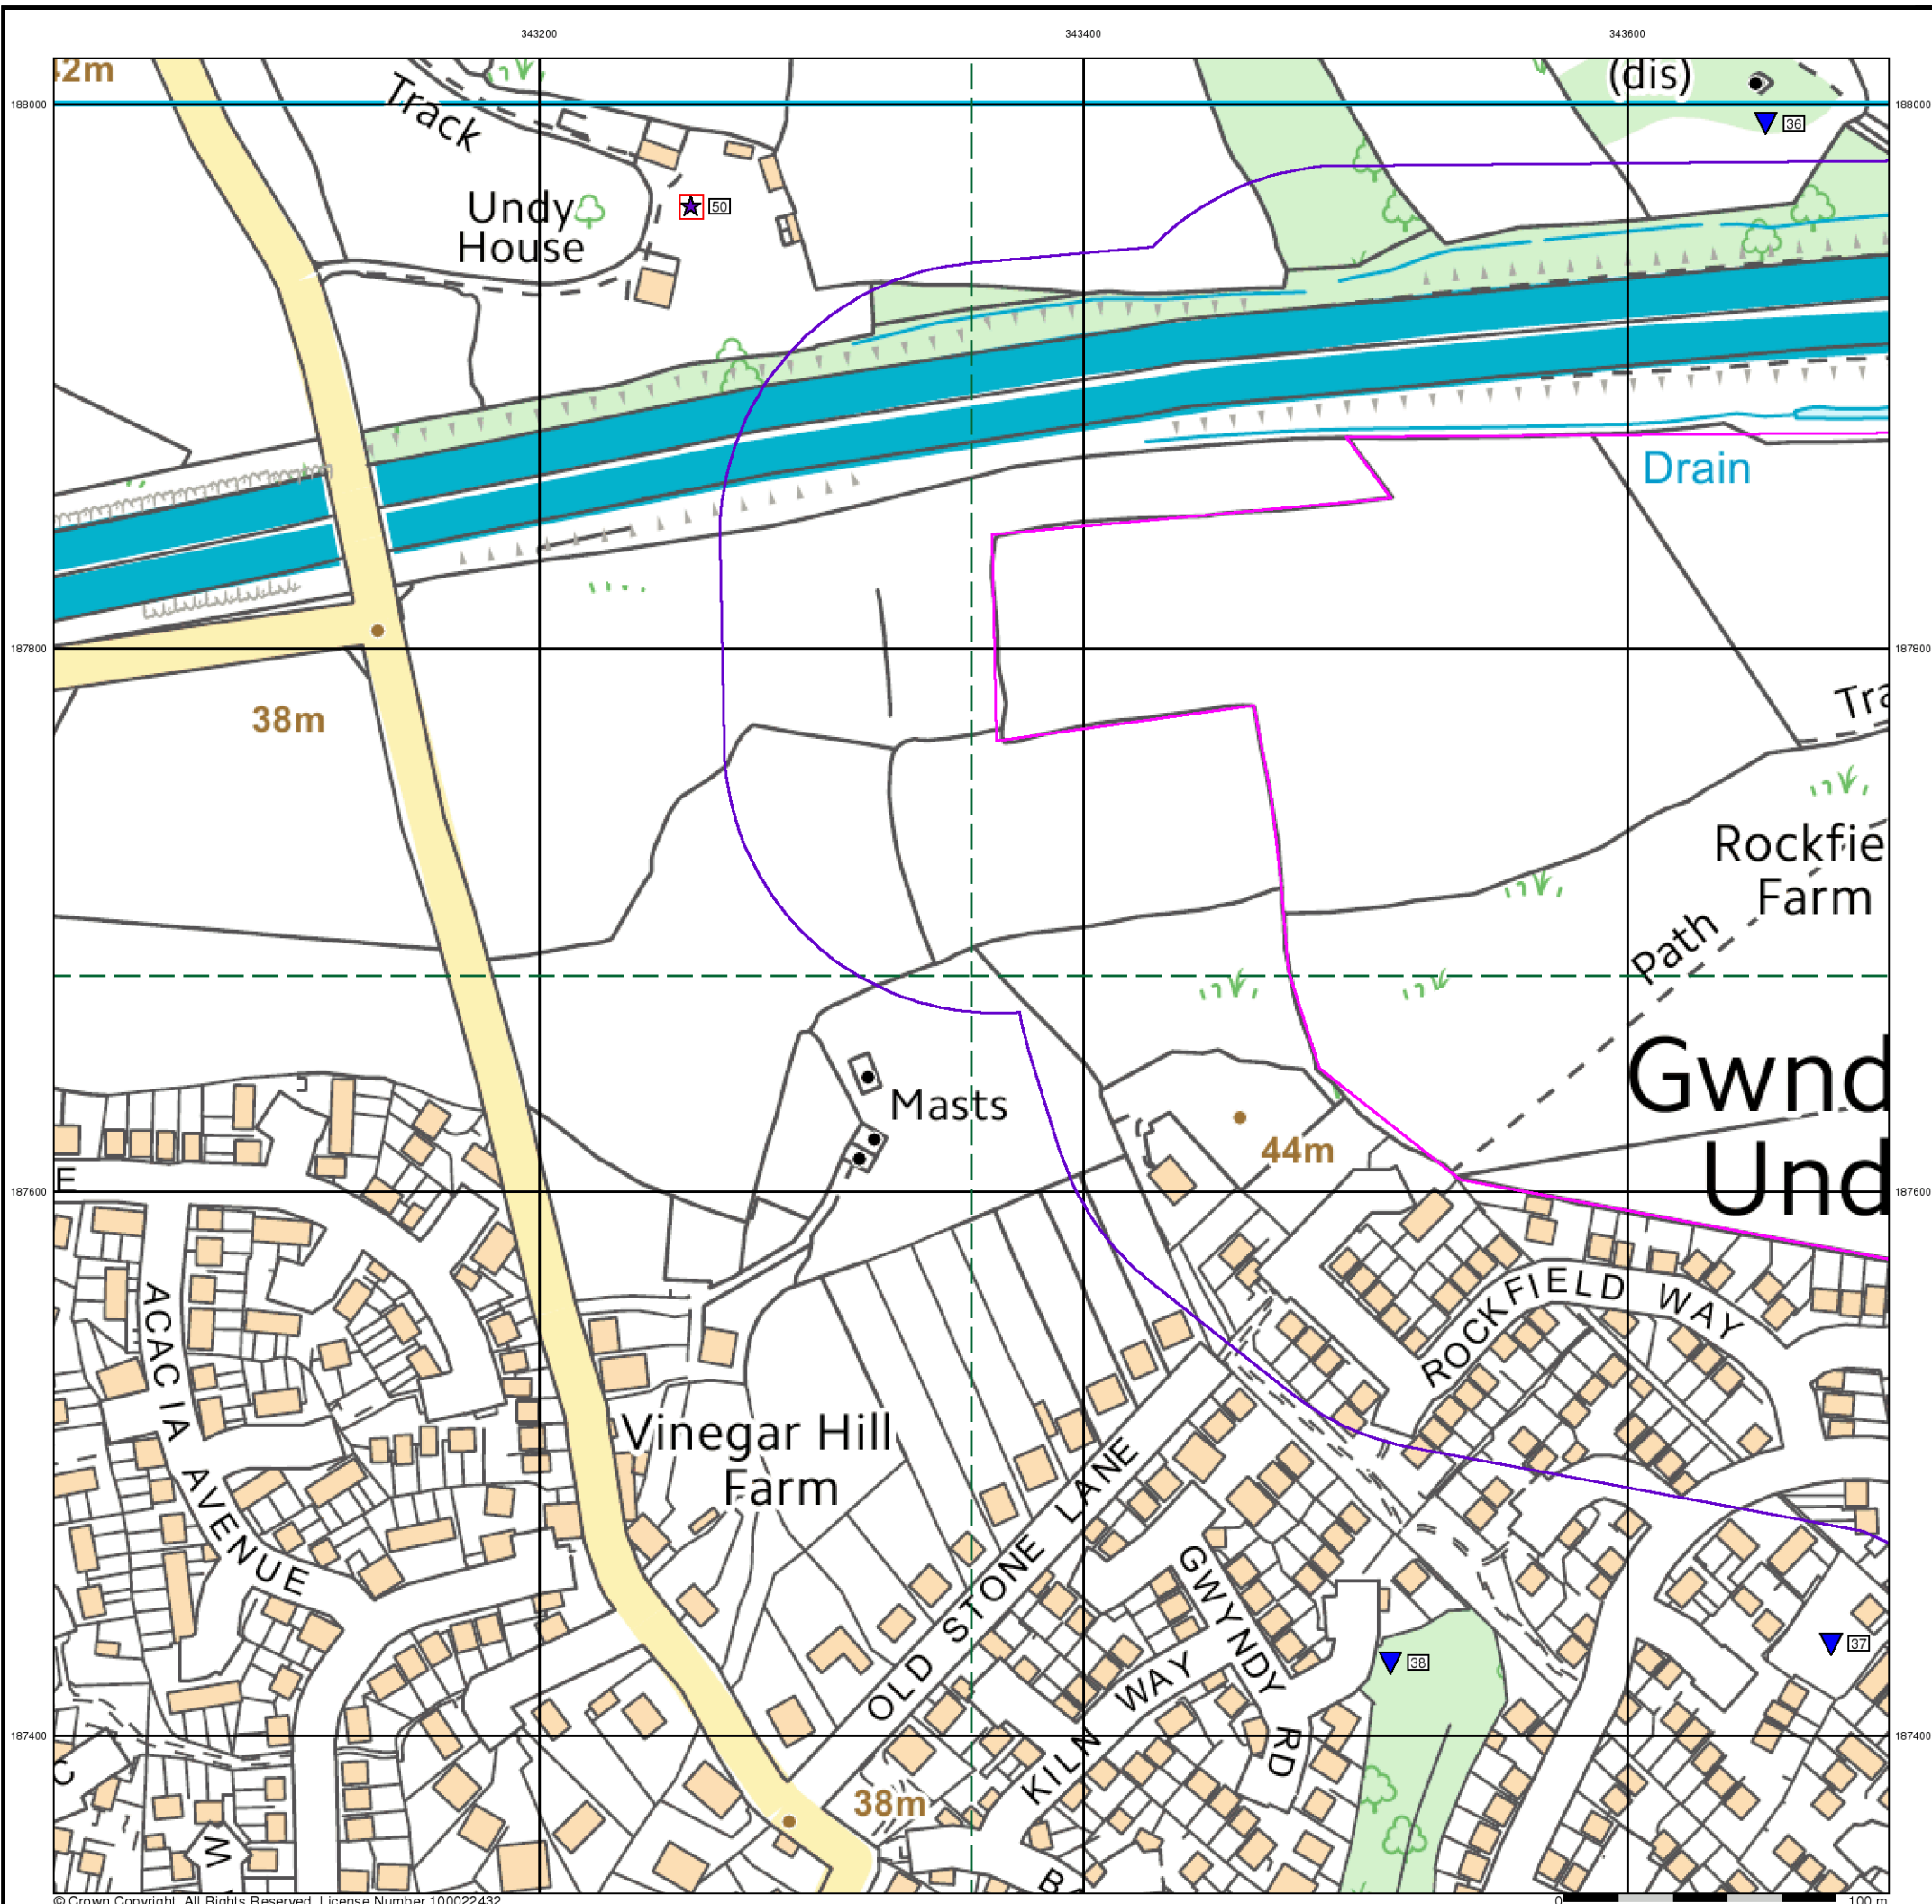 343200
343400
343600
42m
(dis)
Track
188000
188000
36
Undy
House
50
Drain
187800
187800
38m
Tra
Rockfie
Farm
Path
Gwnd
Und
Masts
44m
E
187600
187600
ACACIA AVENUE
ROCKFIELD WAY
Vinegar Hill
Farm
OLD STONE LANE
GWYNDY RD
KILN WAY
37
38
187400
187400
C
38m
W
B
© Crown Copyright. All Rights Reserved. License Number 100022432
0
100 m